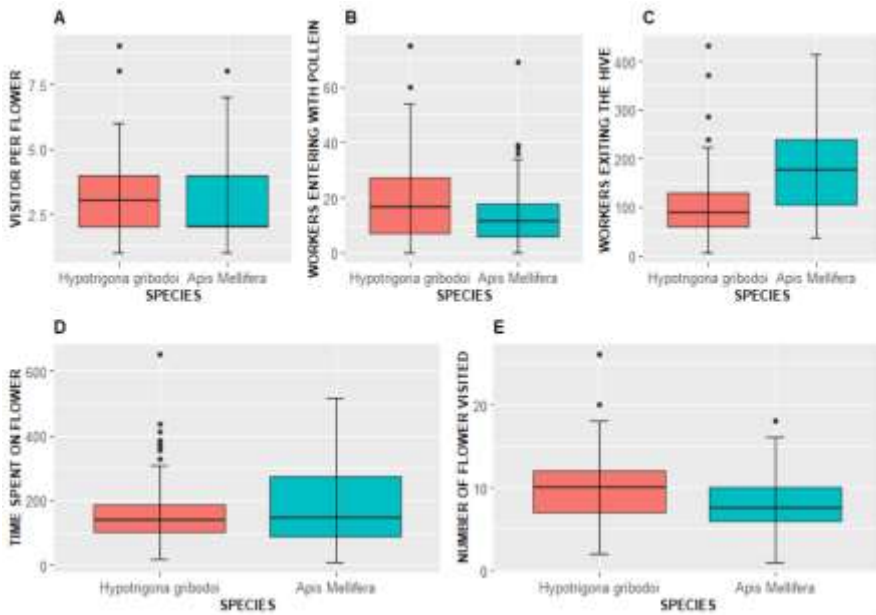 A
VISITOR PER FLOWER
7.5
5.0
2.5
Hypotrigona gribodoi Apis Mellifera
SPECIES
B
WORKERS ENTERING WITH POLLEIN
60
40
20
0
Hypotrigona gribodoi Apis Mellifera
SPECIES
C
WORKERS EXITING THE HIVE
400
300
200
100
0
Hypotrigona gribodoi Apis Mellifera
SPECIES
D
TIME SPENT ON FLOWER
600
400
200
0
Hypotrigona gribodoi Apis Mellifera
SPECIES
E
NUMBER OF FLOWER VISITED
20
10
0
Hypotrigona gribodoi Apis Mellifera
SPECIES